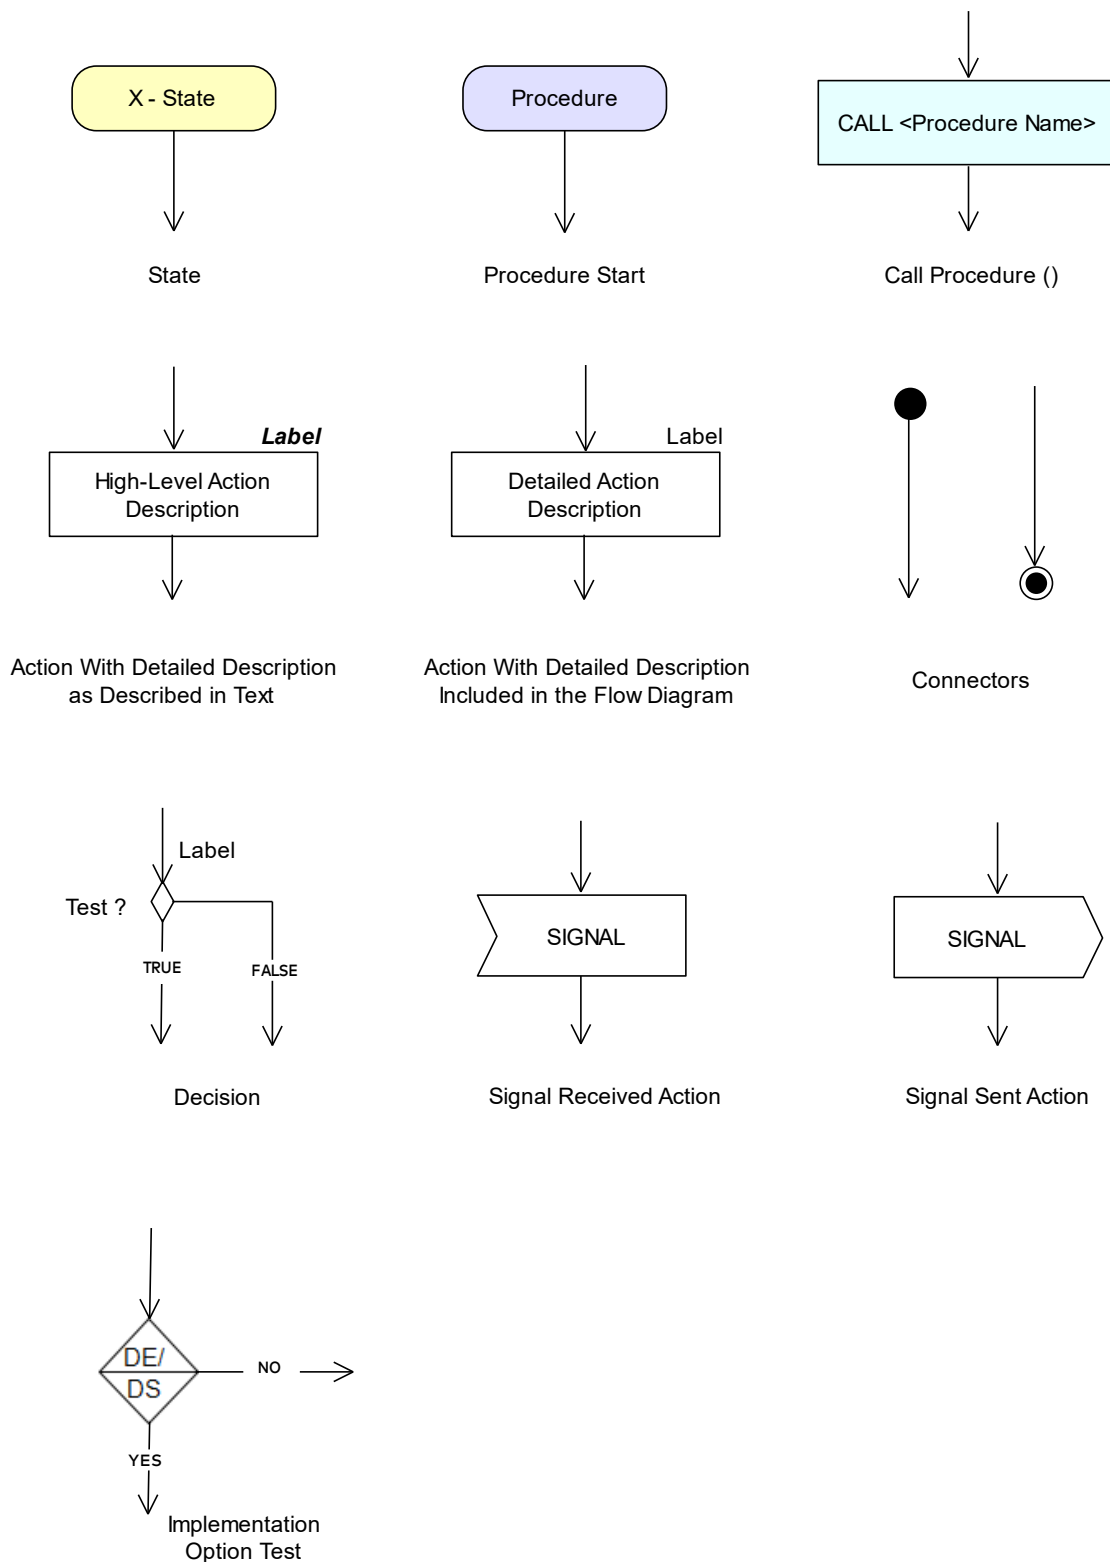 X - State
Procedure
CALL <Procedure Name>
State
Procedure Start
Call Procedure ()
Label
High-Level Action
Description
Label
Detailed Action
Description
Action With Detailed Description
as Described in Text
Action With Detailed Description
Included in the Flow Diagram
Connectors
Label
Test ?
TRUE
FALSE
SIGNAL
SIGNAL
Decision
Signal Received Action
Signal Sent Action
DE/
DS
NO
YES
Implementation
Option Test